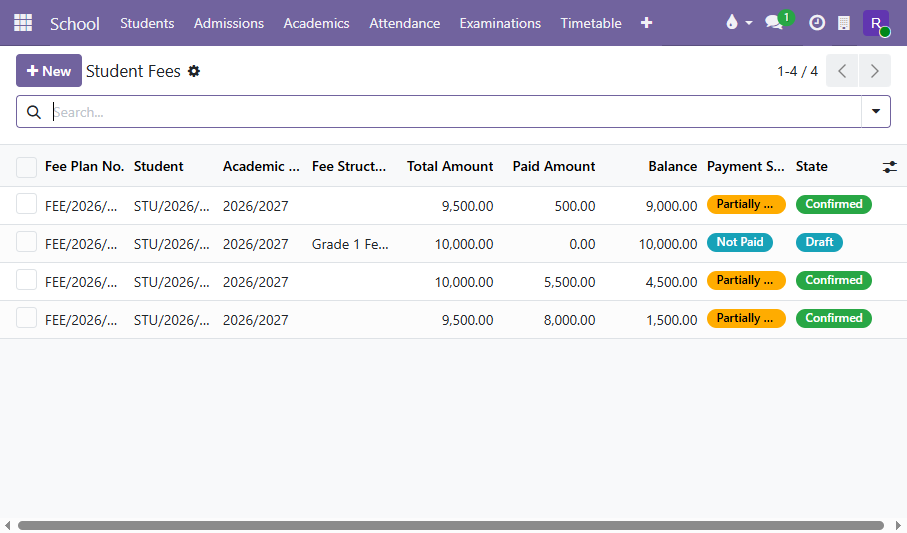 School Students Admissions Academics Attendance Examinations Timetable + 1 R
+ New Student Fees 1-4 / 4
Search...
Fee Plan No. Student Academic ... Fee Struct... Total Amount Paid Amount Balance Payment S... State
FEE/2026/... STU/2026/... 2026/2027 9,500.00 500.00 9,000.00 Partially ... Confirmed
FEE/2026/... STU/2026/... 2026/2027 Grade 1 Fe... 10,000.00 0.00 10,000.00 Not Paid Draft
FEE/2026/... STU/2026/... 2026/2027 10,000.00 5,500.00 4,500.00 Partially ... Confirmed
FEE/2026/... STU/2026/... 2026/2027 9,500.00 8,000.00 1,500.00 Partially ... Confirmed